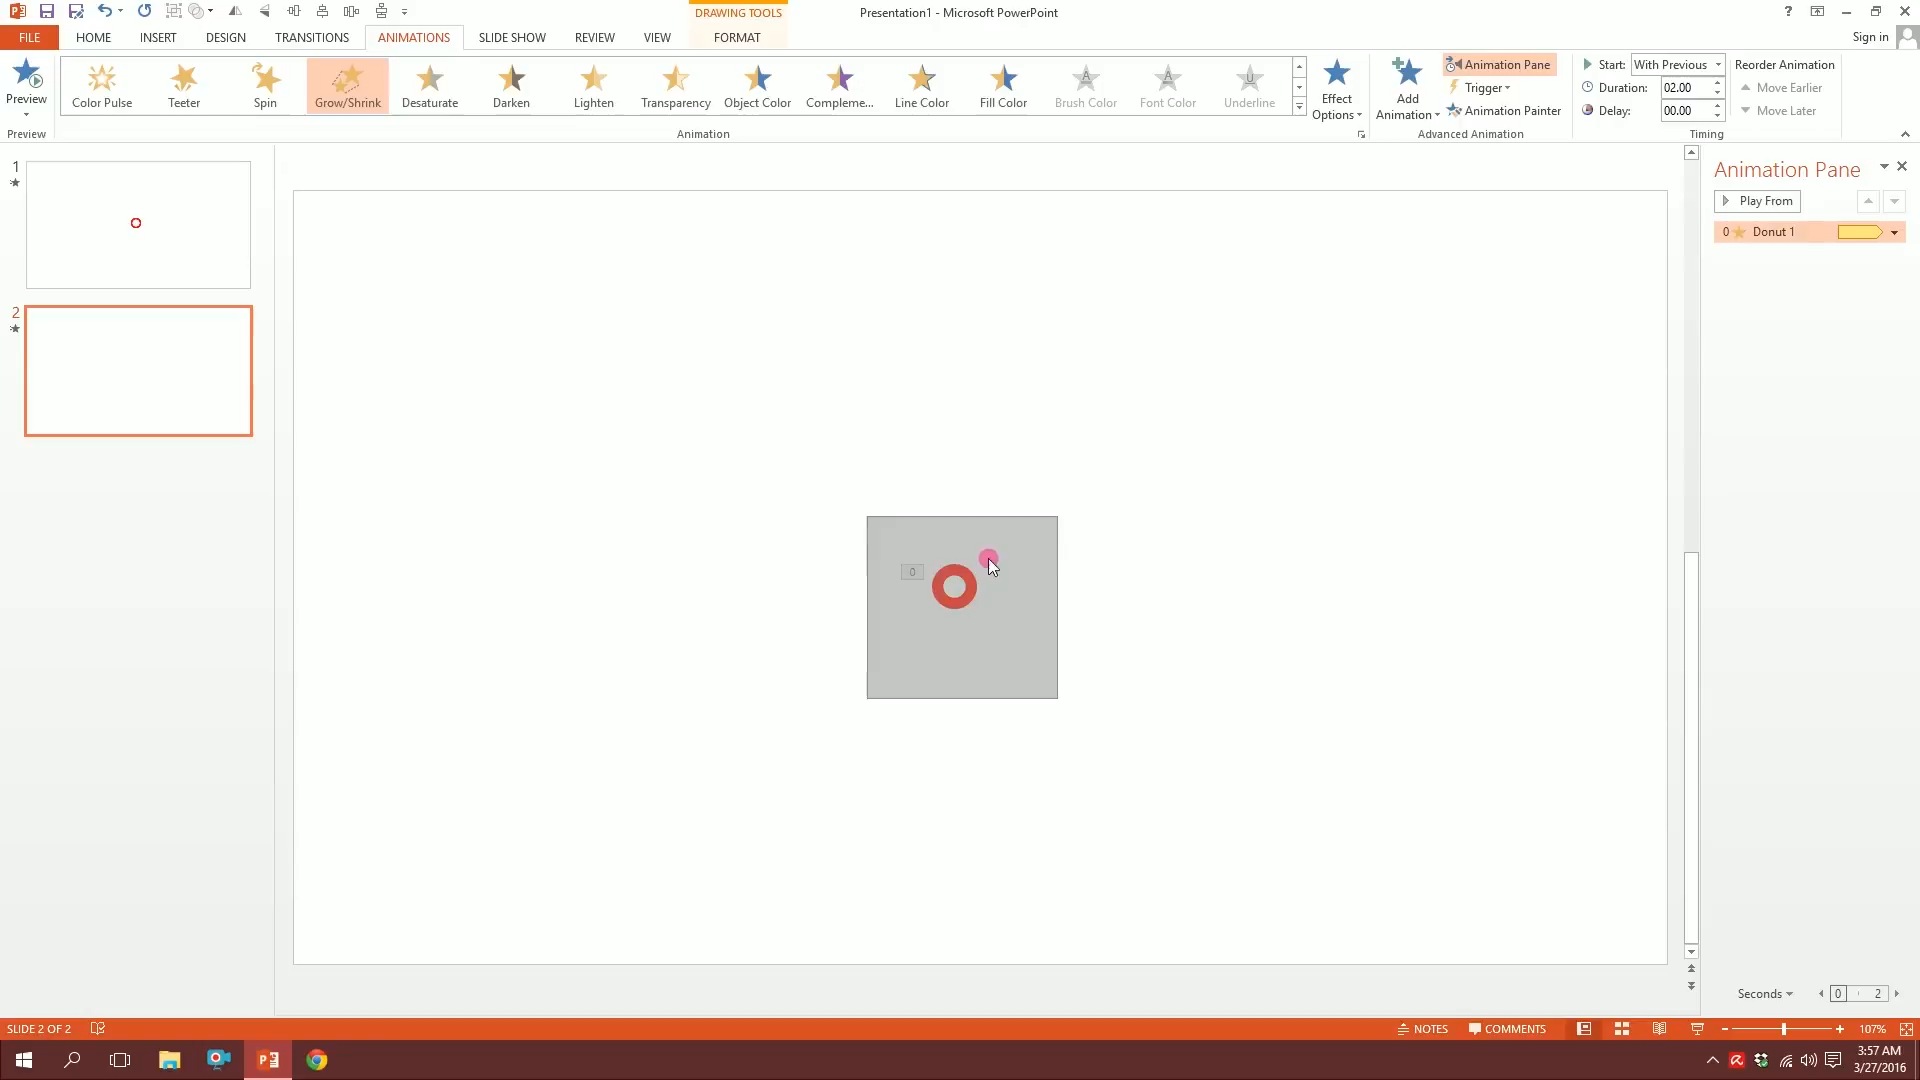 DRAWING TOOLS
Presentation1 - Microsoft PowerPoint
?
FILE
HOME
INSERT
DESIGN
TRANSITIONS
ANIMATIONS
SLIDE SHOW
REVIEW
VIEW
FORMAT
Sign in
Preview
Color Pulse
Teeter
Spin
Grow/Shrink
Desaturate
Darken
Lighten
Transparency
Object Color
Compleme...
Line Color
Fill Color
Brush Color
Font Color
Underline
Effect
Options
Add
Animation
Animation Pane
Trigger
Animation Painter
Start: With Previous
Duration: 02.00
Delay: 00.00
Reorder Animation
Move Earlier
Move Later
Preview
Animation
Advanced Animation
Timing
1
2
0
Animation Pane
Play From
0 Donut 1
Seconds
0
2
SLIDE 2 OF 2
NOTES
COMMENTS
107%
3:57 AM
3/27/2016